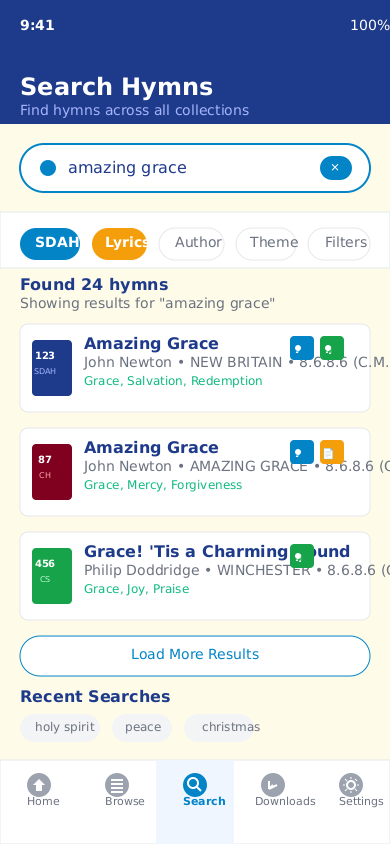 9:41
100%
Search Hymns
Find hymns across all collections
amazing grace
×
SDAH Lyrics Author Theme Filters
Found 24 hymns
Showing results for "amazing grace"
123
SDAH
Amazing Grace
John Newton • NEW BRITAIN • 8.6.8.6 (C.M.
Grace, Salvation, Redemption
87
CH
Amazing Grace
John Newton • AMAZING GRACE • 8.6.8.6 (C
Grace, Mercy, Forgiveness
456
CS
Grace! 'Tis a Charming
Philip Doddridge • WINCHESTER • 8.6.8.6 (C
Grace, Joy, Praise
Load More Results
Recent Searches
holy spirit peace christmas
Home Browse Search Downloads Settings